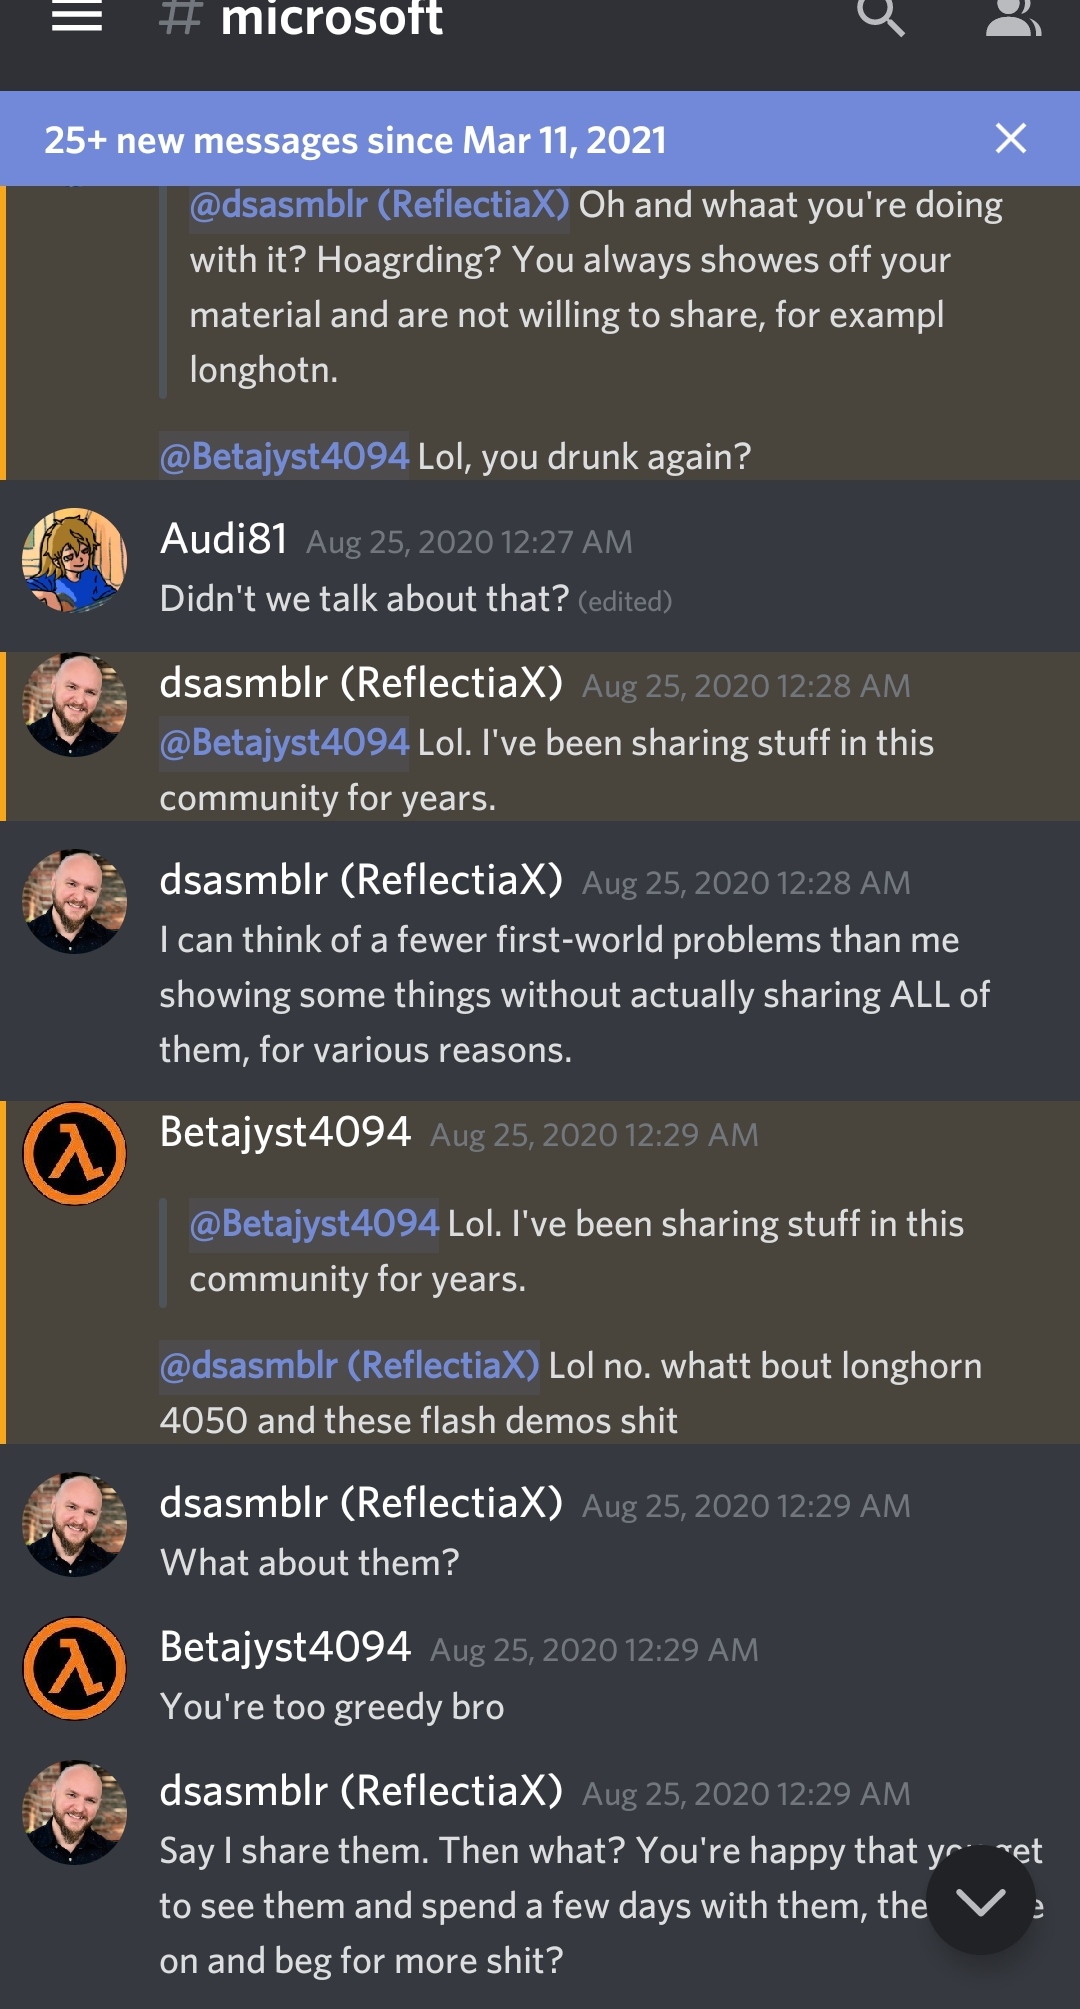 # microsoft
25+ new messages since Mar 11, 2021
@dsasmblr (ReflectiaX) Oh and whaat you're doing
with it? Hoagrding? You always showes off your
material and are not willing to share, for exampl
longhotn.
@Betajyst4094 Lol, you drunk again?
Audi81 Aug 25, 2020 12:27 AM
Didn't we talk about that? (edited)
dsasmblr (ReflectiaX) Aug 25, 2020 12:28 AM
@Betajyst4094 Lol. I've been sharing stuff in this
community for years.
dsasmblr (ReflectiaX) Aug 25, 2020 12:28 AM
I can think of a fewer first-world problems than me
showing some things without actually sharing ALL of
them, for various reasons.
Betajyst4094 Aug 25, 2020 12:29 AM
@Betajyst4094 Lol. I've been sharing stuff in this
community for years.
@dsasmblr (ReflectiaX) Lol no. whatt bout longhorn
4050 and these flash demos shit
dsasmblr (ReflectiaX) Aug 25, 2020 12:29 AM
What about them?
Betajyst4094 Aug 25, 2020 12:29 AM
You're too greedy bro
dsasmblr (ReflectiaX) Aug 25, 2020 12:29 AM
Say I share them. Then what? You're happy that you get
to see them and spend a few days with them,
on and beg for more shit?